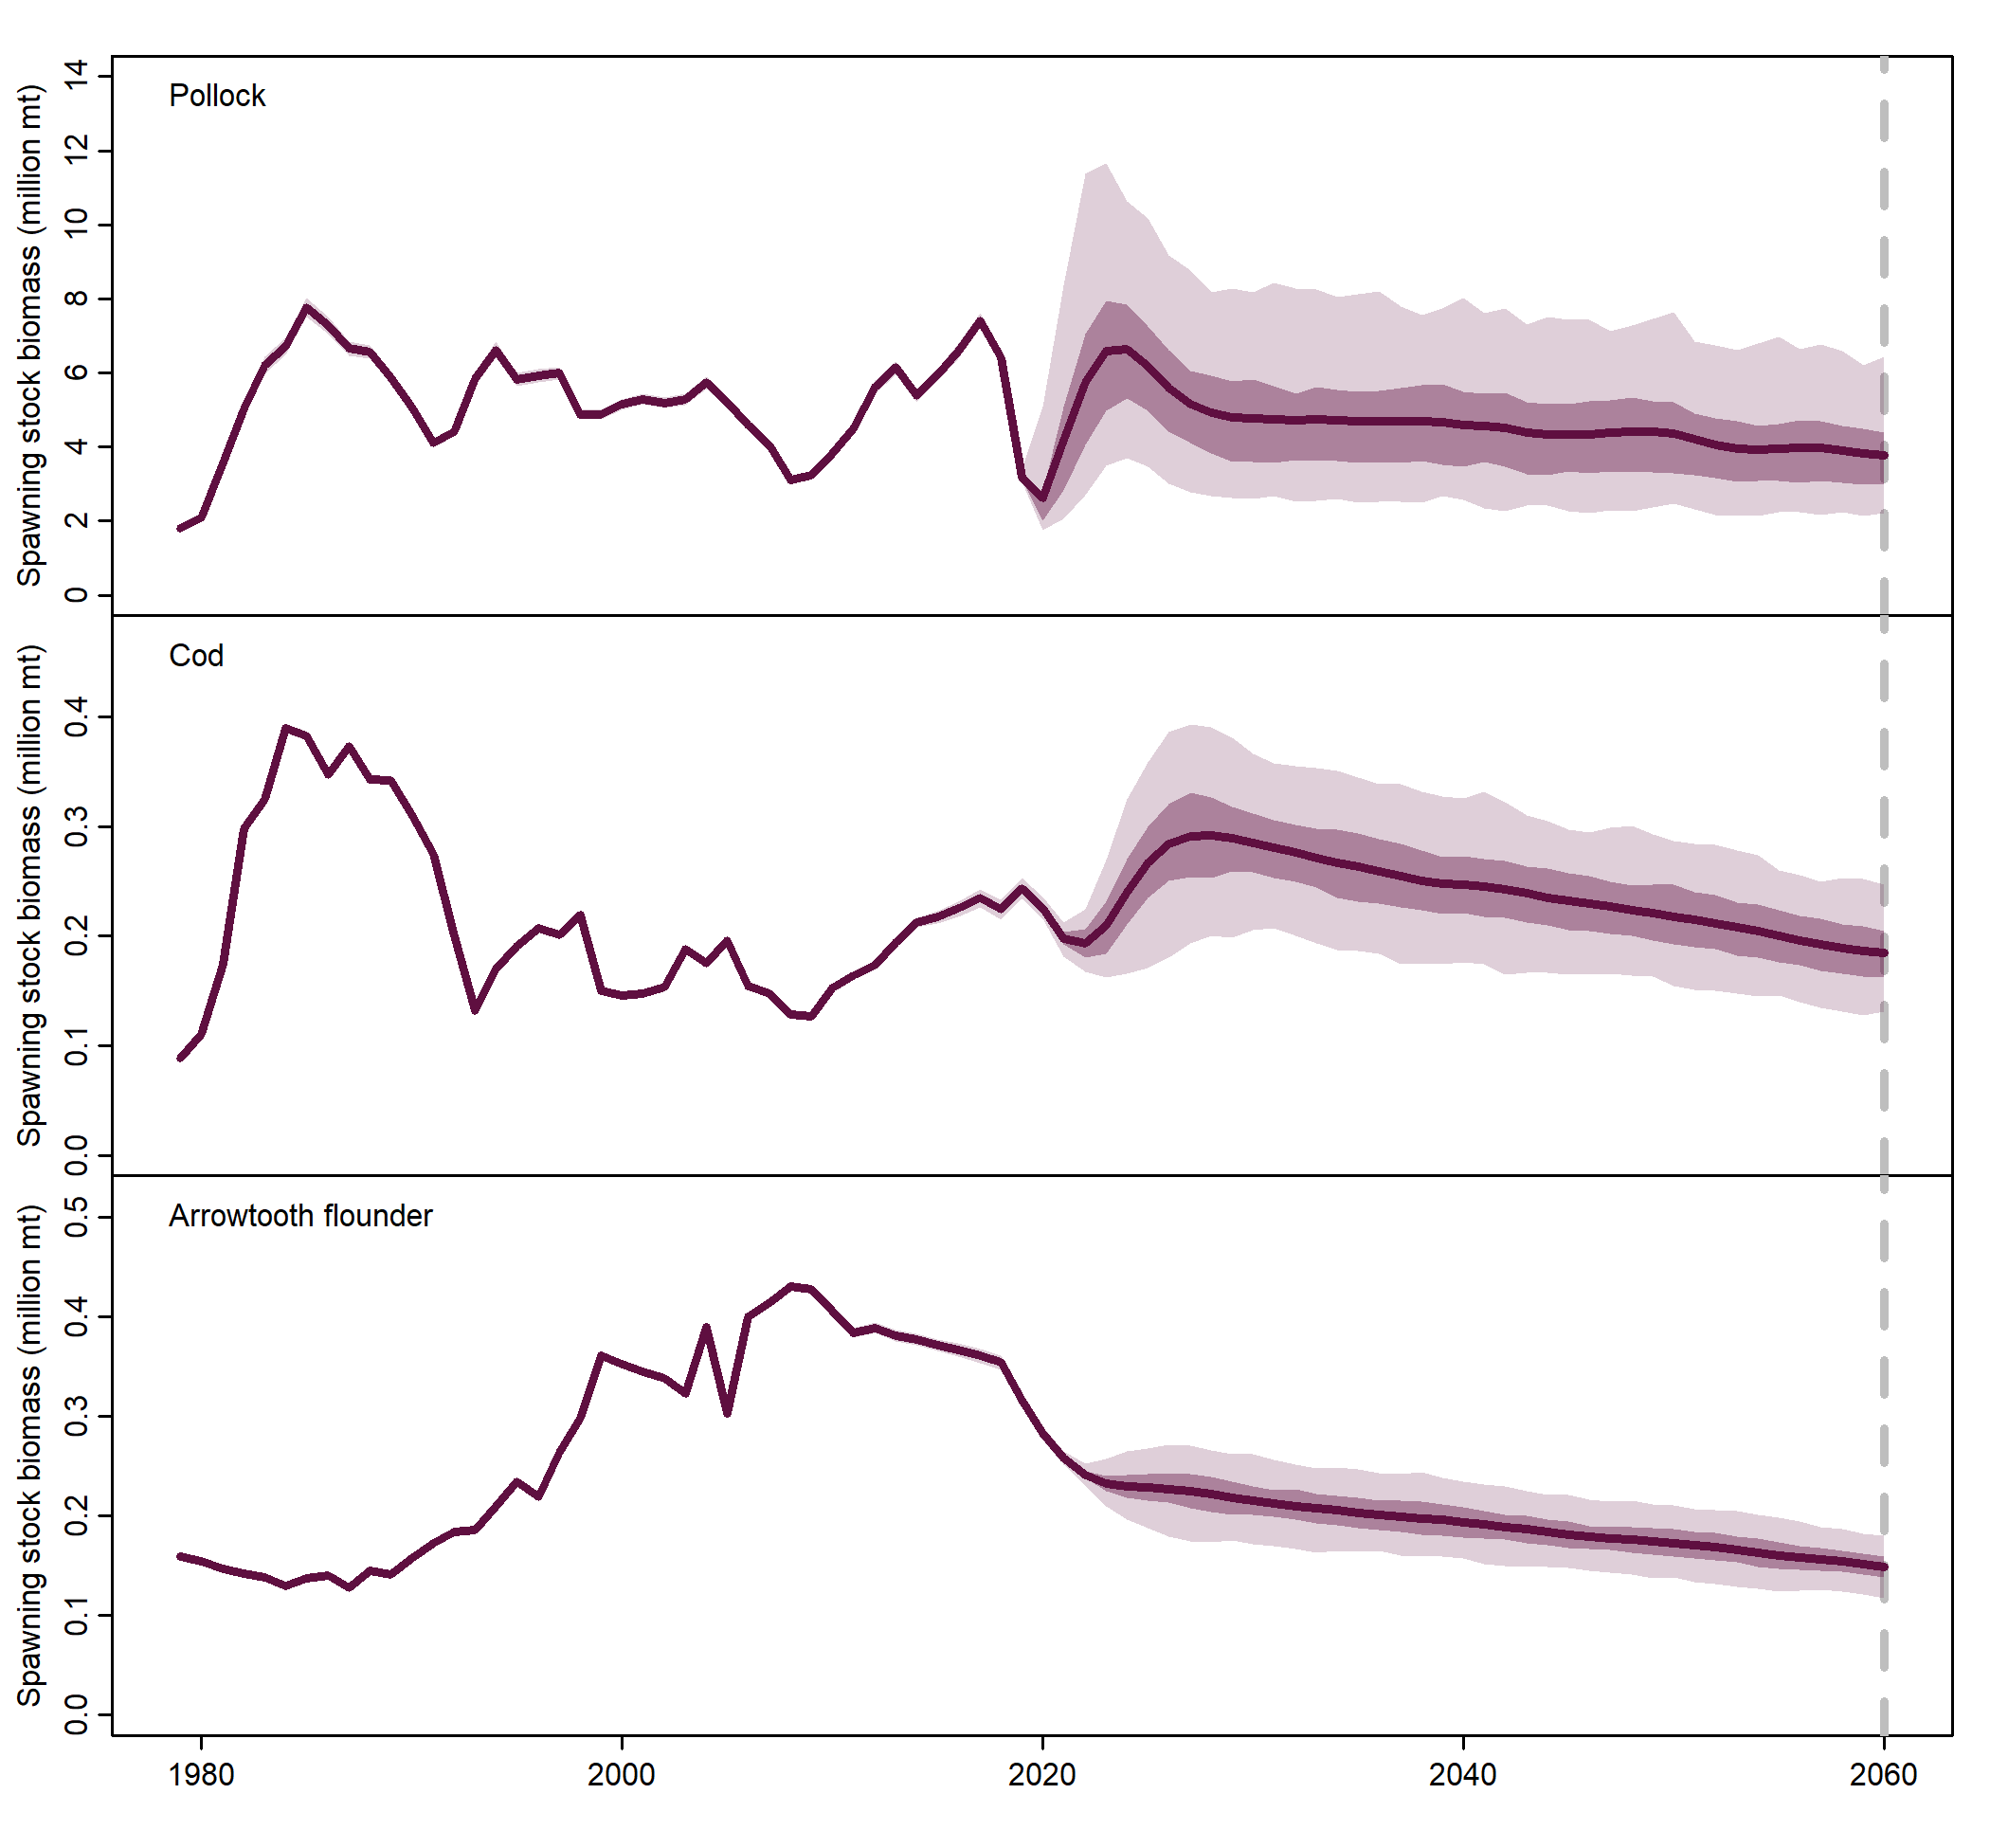 Pollock
Spawning stock biomass (million mt)
14
12
10
8
6
4
2
0
Cod
Spawning stock biomass (million mt)
0.4
0.3
0.2
0.1
0.0
Arrowtooth flounder
Spawning stock biomass (million mt)
0.5
0.4
0.3
0.2
0.1
0.0
1980 2000 2020 2040 2060